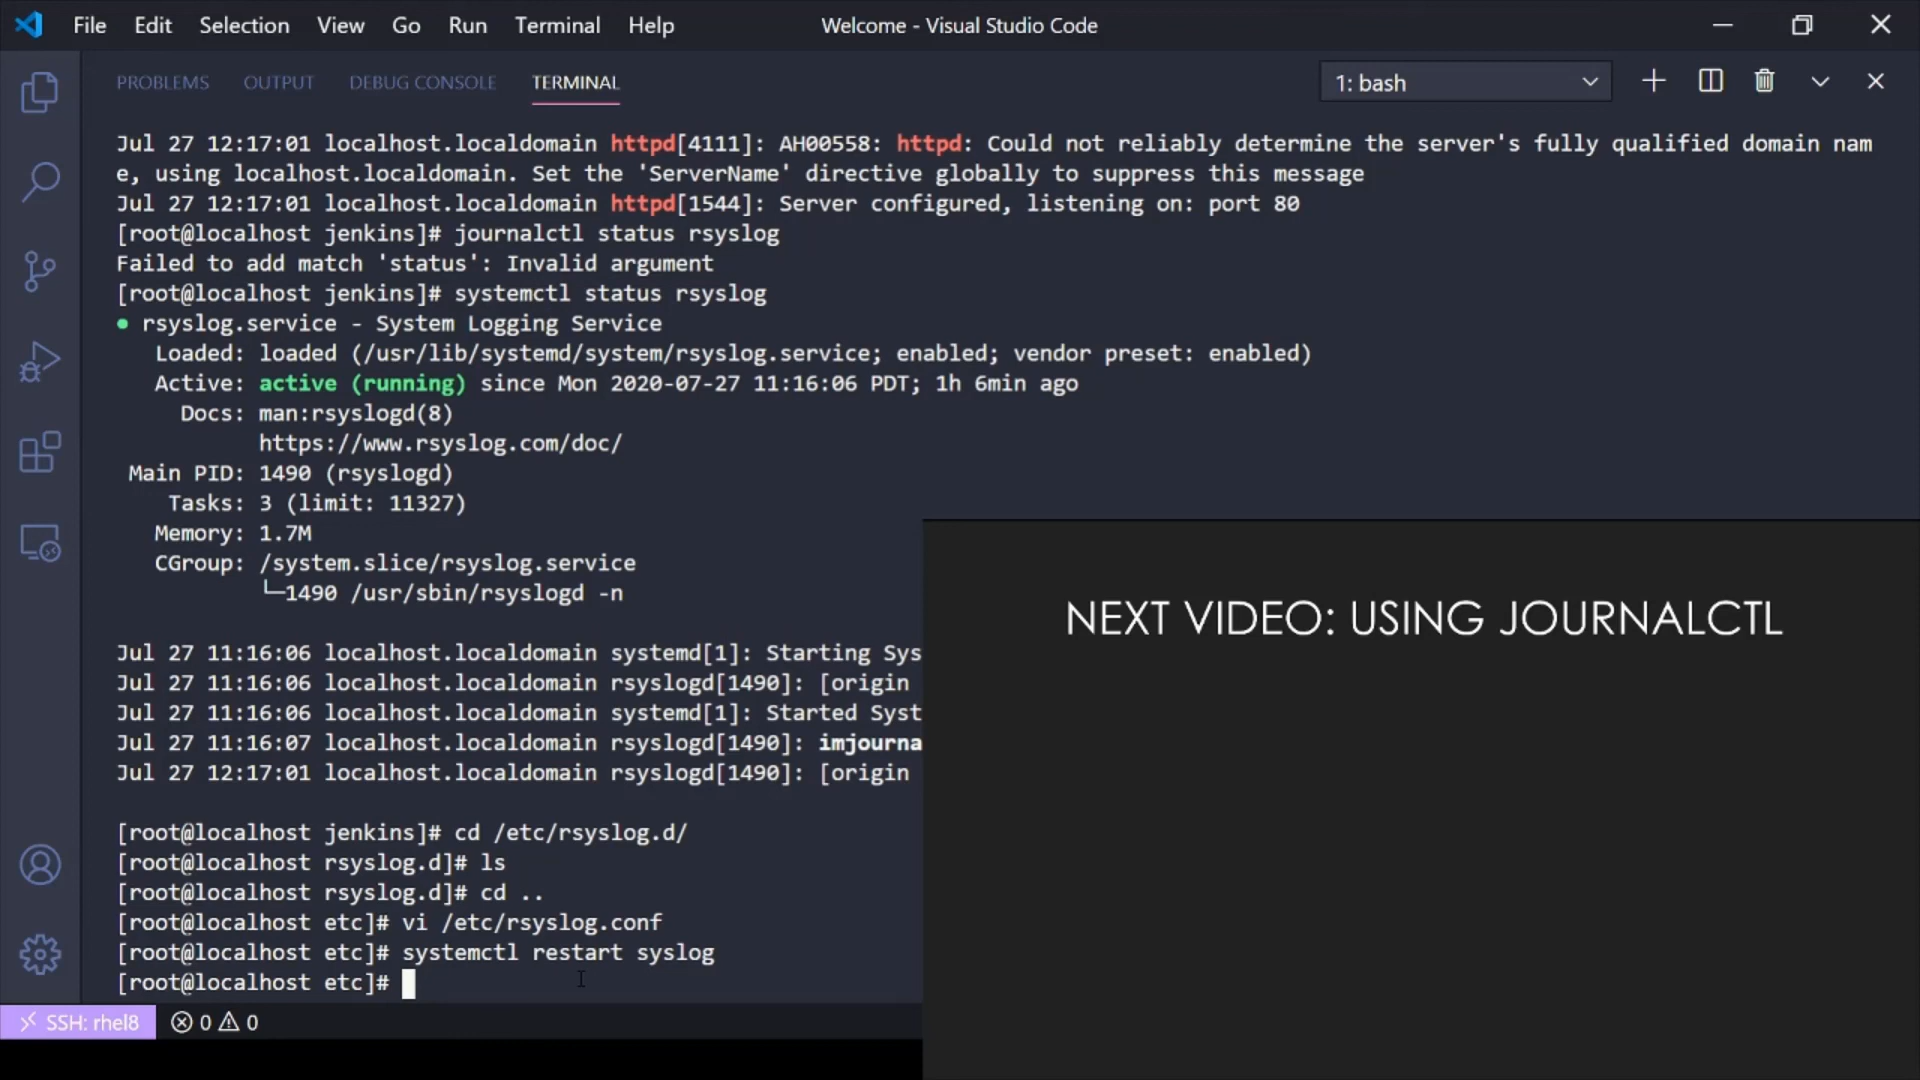 File Edit Selection View Go Run Terminal Help Welcome - Visual Studio Code
PROBLEMS OUTPUT DEBUG CONSOLE TERMINAL 1: bash
Jul 27 12:17:01 localhost.localdomain httpd[4111]: AH00558: httpd: Could not reliably determine the server's fully qualified domain nam
e, using localhost.localdomain. Set the 'ServerName' directive globally to suppress this message
Jul 27 12:17:01 localhost.localdomain httpd[1544]: Server configured, listening on: port 80
[root@localhost jenkins]# journalctl status rsyslog
Failed to add match 'status': Invalid argument
[root@localhost jenkins]# systemctl status rsyslog
● rsyslog.service - System Logging Service
Loaded: loaded (/usr/lib/systemd/system/rsyslog.service; enabled; vendor preset: enabled)
Active: active (running) since Mon 2020-07-27 11:16:06 PDT; 1h 6min ago
Docs: man:rsyslogd(8)
https://www.rsyslog.com/doc/
Main PID: 1490 (rsyslogd)
Tasks: 3 (limit: 11327)
Memory: 1.7M
CGroup: /system.slice/rsyslog.service
└─1490 /usr/sbin/rsyslogd -n
Jul 27 11:16:06 localhost.localdomain systemd[1]: Starting Sys
Jul 27 11:16:06 localhost.localdomain rsyslogd[1490]: [origin
Jul 27 11:16:06 localhost.localdomain systemd[1]: Started Syst
Jul 27 11:16:07 localhost.localdomain rsyslogd[1490]: imjourna
Jul 27 12:17:01 localhost.localdomain rsyslogd[1490]: [origin
[root@localhost jenkins]# cd /etc/rsyslog.d/
[root@localhost rsyslog.d]# ls
[root@localhost rsyslog.d]# cd ..
[root@localhost etc]# vi /etc/rsyslog.conf
[root@localhost etc]# systemctl restart syslog
[root@localhost etc]#
SSH: rhel8 0 0
NEXT VIDEO: USING JOURNALCTL